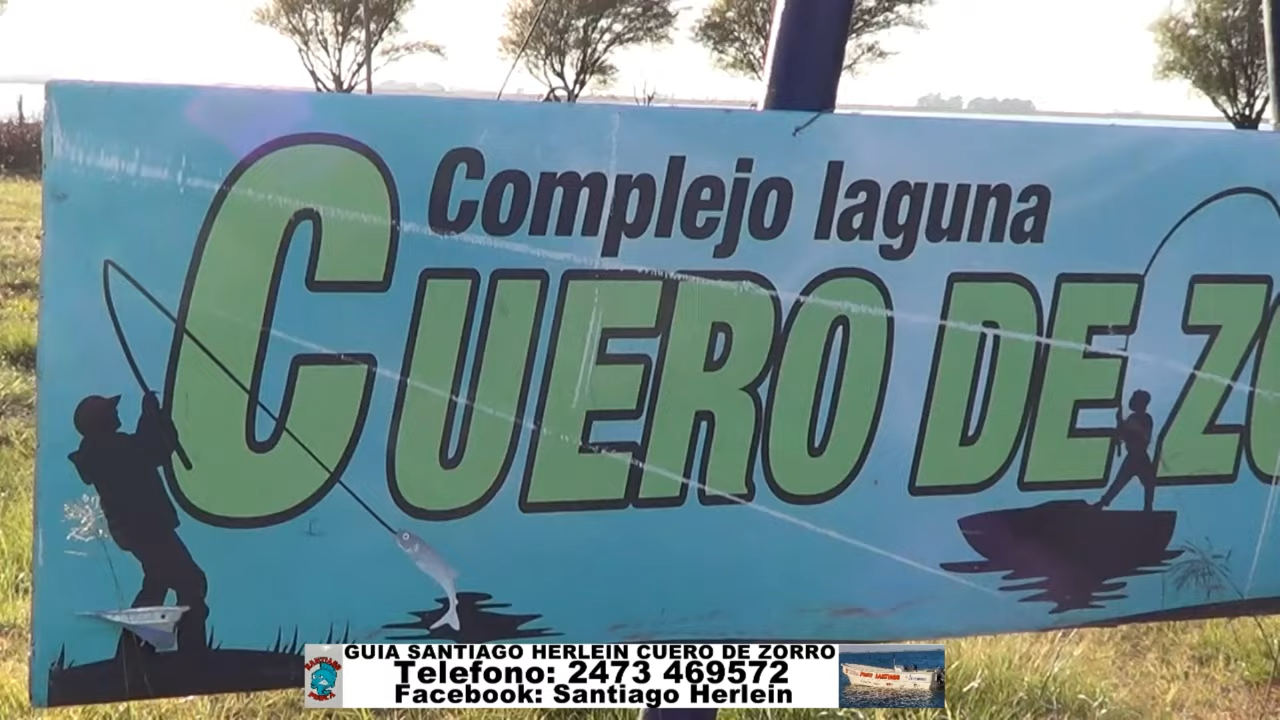 Complejo laguna
CUERO DE ZO
GUIA SANTIAGO HERLEIN CUERO DE ZORRO
Telefono: 2473 469572
Facebook: Santiago Herlein